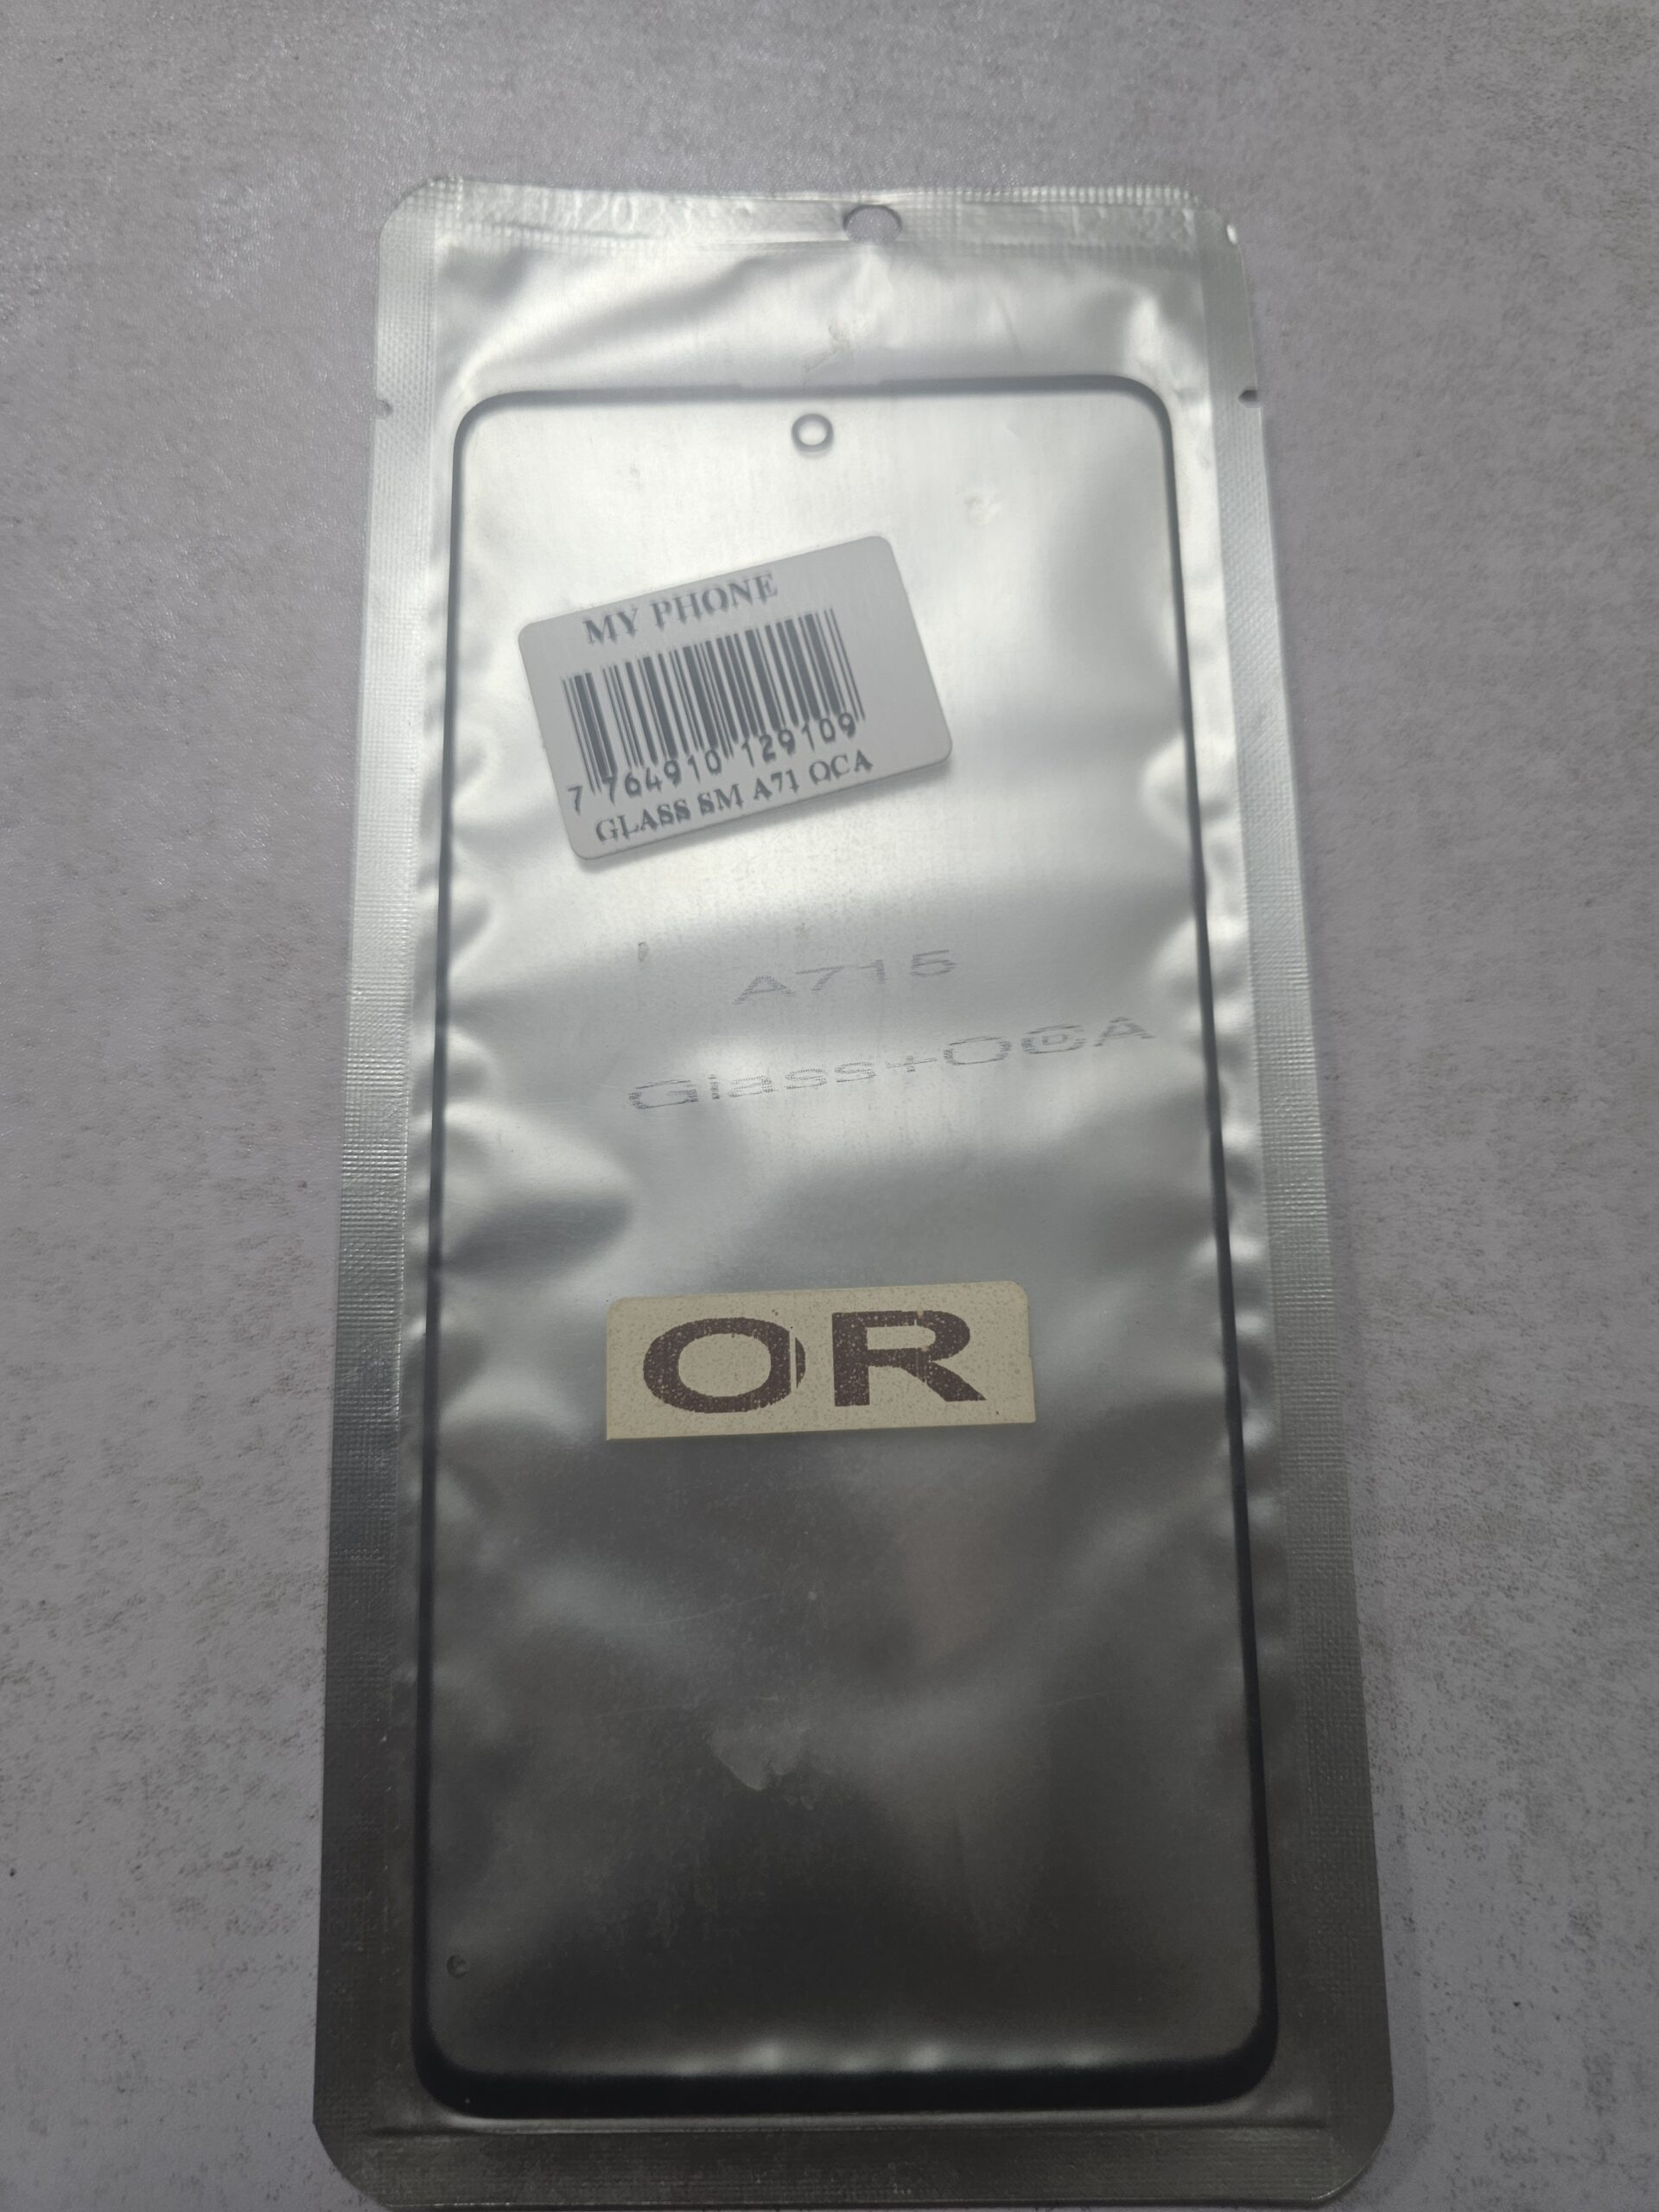 MY PHONE
7 764910 129109
GLASS SM A71 OCA
A715
Glass+OCA
OR